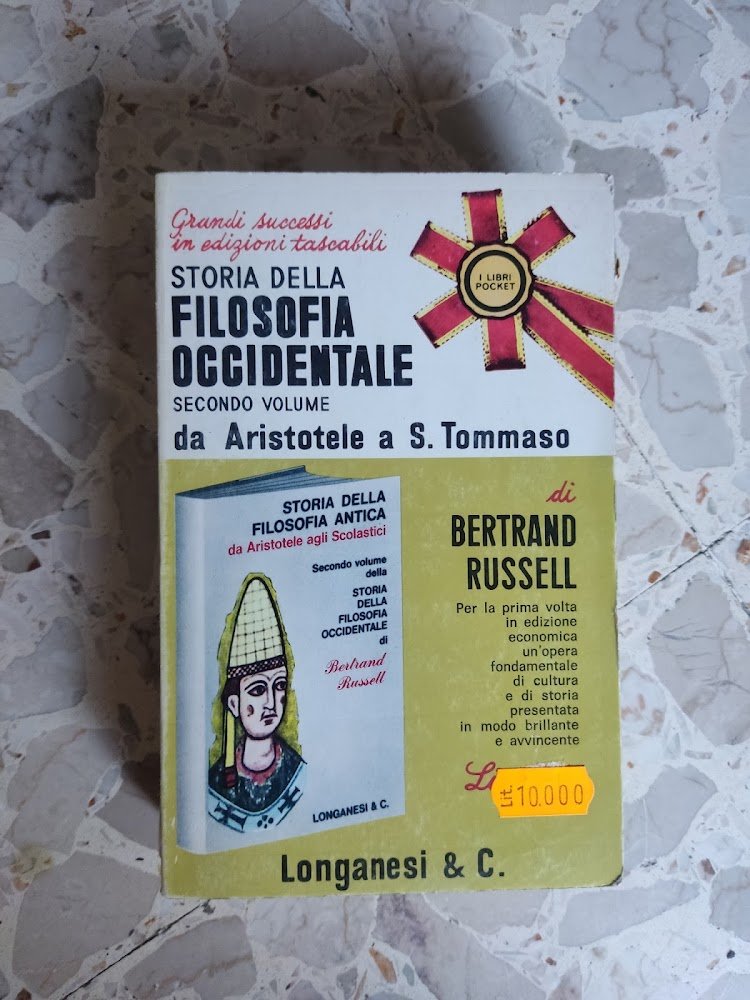 Grandi successi
in edizioni tascabili
I LIBRI
POCKET
STORIA DELLA
FILOSOFIA
OCCIDENTALE
SECONDO VOLUME
da Aristotele a S. Tommaso
STORIA DELLA
FILOSOFIA ANTICA
da Aristotele agli Scolastici
Secondo volume
della
STORIA
DELLA
FILOSOFIA
OCCIDENTALE
di
Bertrand
Russell
LONGANESI & C.
di
BERTRAND
RUSSELL
Per la prima volta
in edizione
economica
un'opera
fondamentale
di cultura
e di storia
presentata
in modo brillante
e avvincente
Lit. 10.000
Longanesi & C.